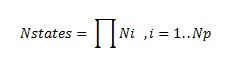 Nstates = ∏ Ni ,i = 1..Np